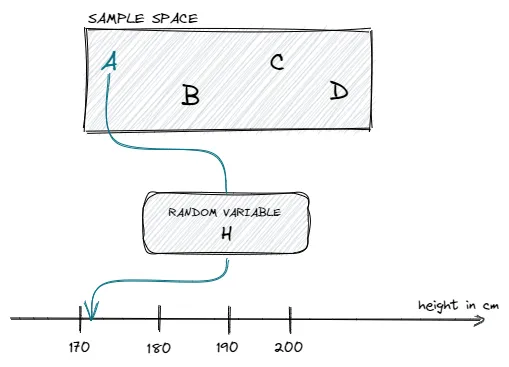 SAMPLE SPACE
A
C
B
D
RANDOM VARIABLE
H
height in cm
170 180 190 200